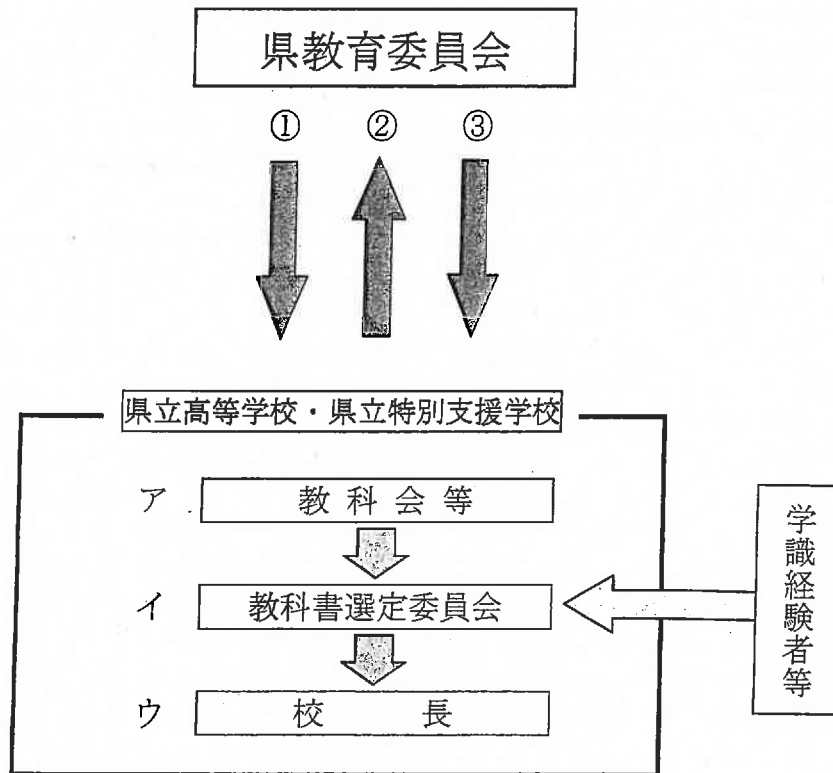 県教育委員会
① ② ③
県立高等学校・県立特別支援学校
ア 教科会等
イ 教科書選定委員会
ウ 校長
学識経験者等